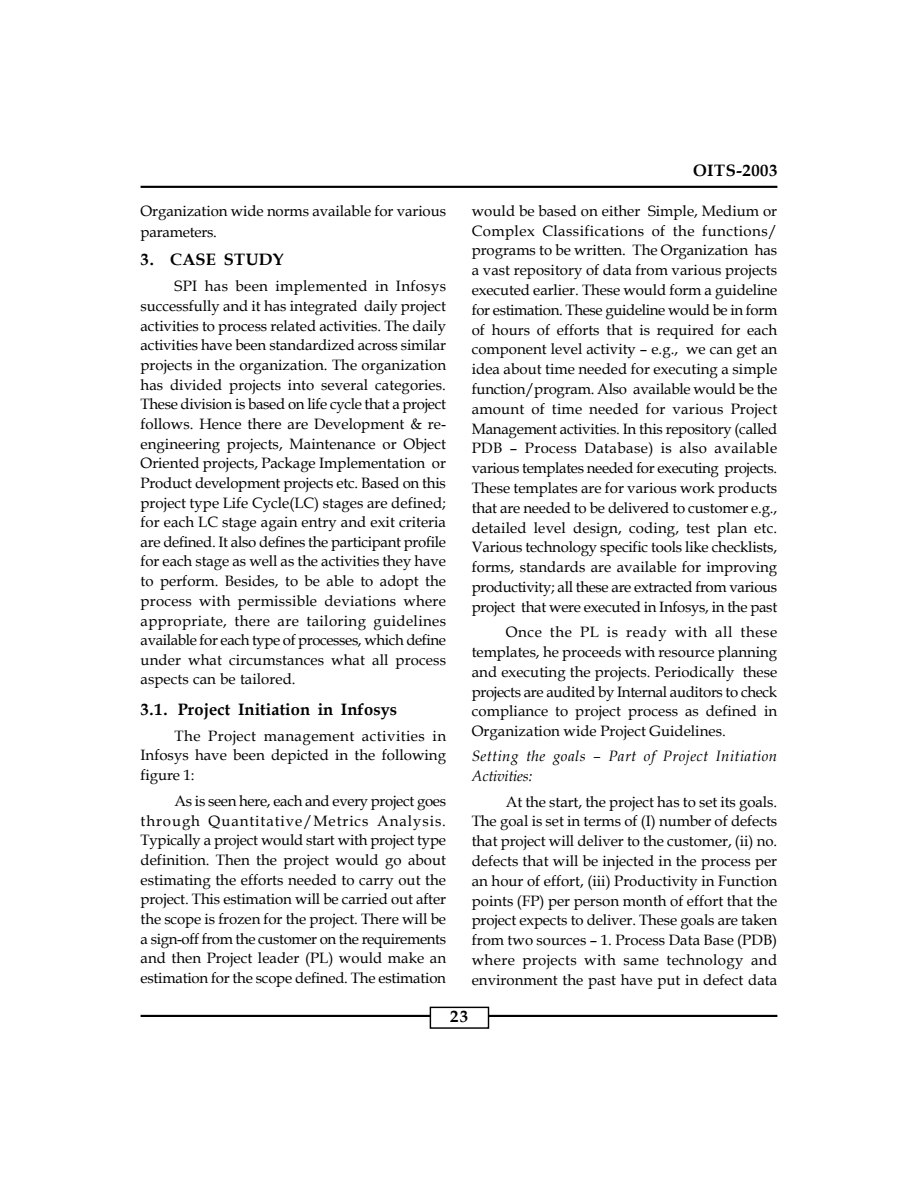 OITS-2003
Organization wide norms available for various
parameters.
3. CASE STUDY
SPI has been implemented in Infosys
successfully and it has integrated daily project
activities to process related activities. The daily
activities have been standardized across similar
projects in the organization. The organization
has divided projects into several categories.
These division is based on life cycle that a project
follows. Hence there are Development & re-
engineering projects, Maintenance or Object
Oriented projects, Package Implementation or
Product development projects etc. Based on this
project type Life Cycle(LC) stages are defined;
for each LC stage again entry and exit criteria
are defined. It also defines the participant profile
for each stage as well as the activities they have
to perform. Besides, to be able to adopt the
process with permissible deviations where
appropriate, there are tailoring guidelines
available for each type of processes, which define
under what circumstances what all process
aspects can be tailored.
3.1. Project Initiation in Infosys
The Project management activities in
Infosys have been depicted in the following
figure 1:
As is seen here, each and every project goes
through Quantitative/Metrics Analysis.
Typically a project would start with project type
definition. Then the project would go about
estimating the efforts needed to carry out the
project. This estimation will be carried out after
the scope is frozen for the project. There will be
a sign-off from the customer on the requirements
and then Project leader (PL) would make an
estimation for the scope defined. The estimation
would be based on either Simple, Medium or
Complex Classifications of the functions/
programs to be written. The Organization has
a vast repository of data from various projects
executed earlier. These would form a guideline
for estimation. These guideline would be in form
of hours of efforts that is required for each
component level activity – e.g., we can get an
idea about time needed for executing a simple
function/program. Also available would be the
amount of time needed for various Project
Management activities. In this repository (called
PDB – Process Database) is also available
various templates needed for executing projects.
These templates are for various work products
that are needed to be delivered to customer e.g.,
detailed level design, coding, test plan etc.
Various technology specific tools like checklists,
forms, standards are available for improving
productivity; all these are extracted from various
project that were executed in Infosys, in the past
Once the PL is ready with all these
templates, he proceeds with resource planning
and executing the projects. Periodically these
projects are audited by Internal auditors to check
compliance to project process as defined in
Organization wide Project Guidelines.
Setting the goals – Part of Project Initiation
Activities:
At the start, the project has to set its goals.
The goal is set in terms of (I) number of defects
that project will deliver to the customer, (ii) no.
defects that will be injected in the process per
an hour of effort, (iii) Productivity in Function
points (FP) per person month of effort that the
project expects to deliver. These goals are taken
from two sources – 1. Process Data Base (PDB)
where projects with same technology and
environment the past have put in defect data
23